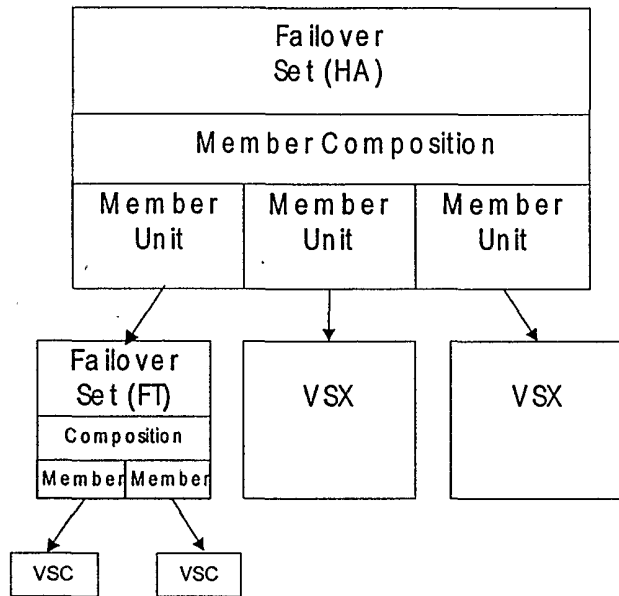 Failover
Set (HA)
Member Composition
Member
Unit
Member
Unit
Member
Unit
Failover
Set (FT)
Composition
Member
Member
VSX
VSX
VSC
VSC